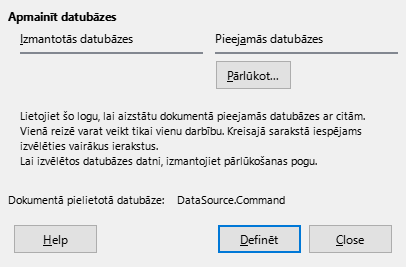 Apmainīt datubāzes
Izmantotās datubāzes Pieejamās datubāzes
Pārlūkot...
Lietojiet šo logu, lai aizstātu dokumentā pieejamās datubāzes ar citām.
Vienā reizē varat veikt tikai vienu darbību. Kreisajā sarakstā iespējams
izvēlēties vairākus ierakstus.
Lai izvēlētos datubāzes datni, izmantojiet pārlūkošanas pogu.
Dokumentā pielietotā datubāze: DataSource.Command
Help Definēt Close